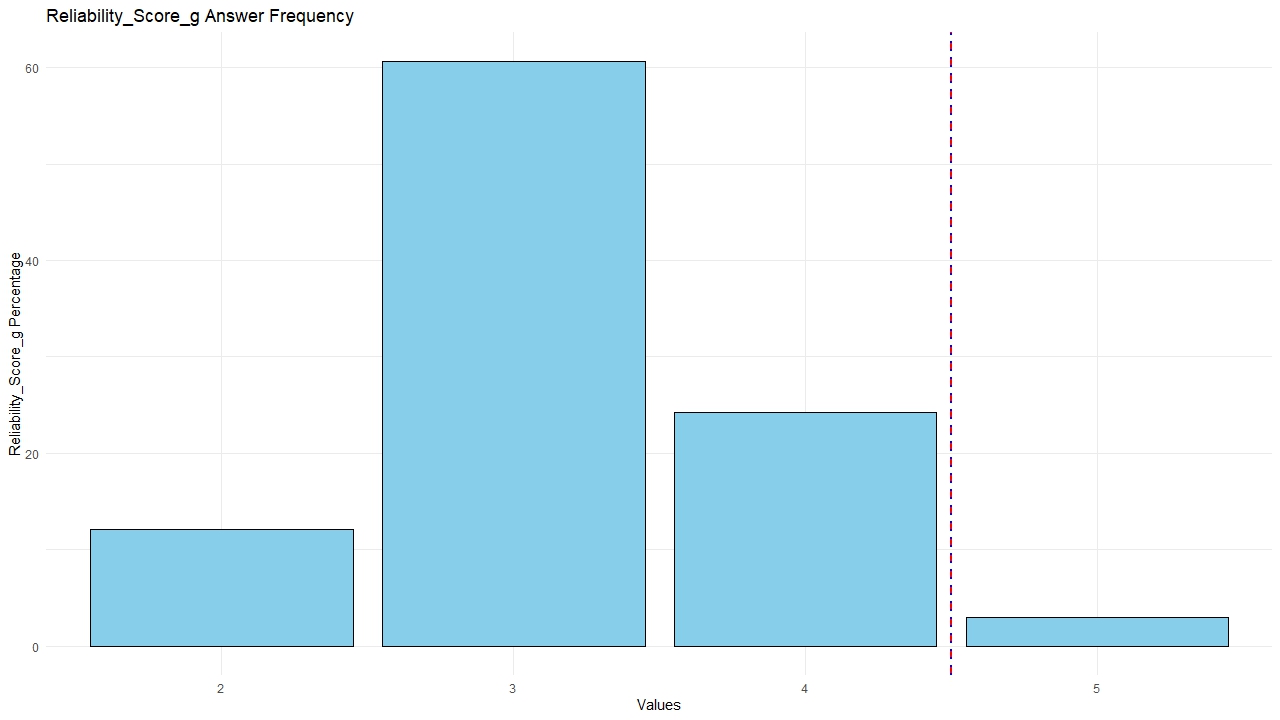 Reliability_Score_g Answer Frequency
Reliability_Score_g Percentage
60
40
20
0
2 3 4 5
Values